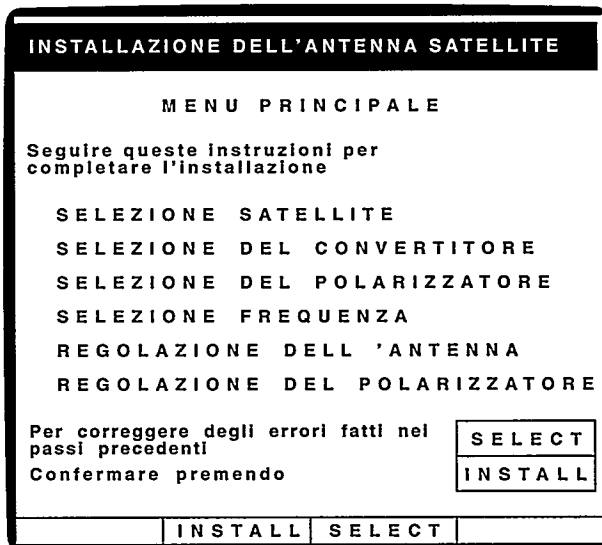 INSTALLAZIONE DELL'ANTENNA SATELLITE
MENU PRINCIPALE
Seguire queste instruzioni per
completare l'installazione
SELEZIONE SATELLITE
SELEZIONE DEL CONVERTITORE
SELEZIONE DEL POLARIZZATORE
SELEZIONE FREQUENZA
REGOLAZIONE DELL 'ANTENNA
REGOLAZIONE DEL POLARIZZATORE
Per correggere degli errori fatti nei
passi precedenti
SELECT
Confermare premendo
INSTALL
INSTALL SELECT